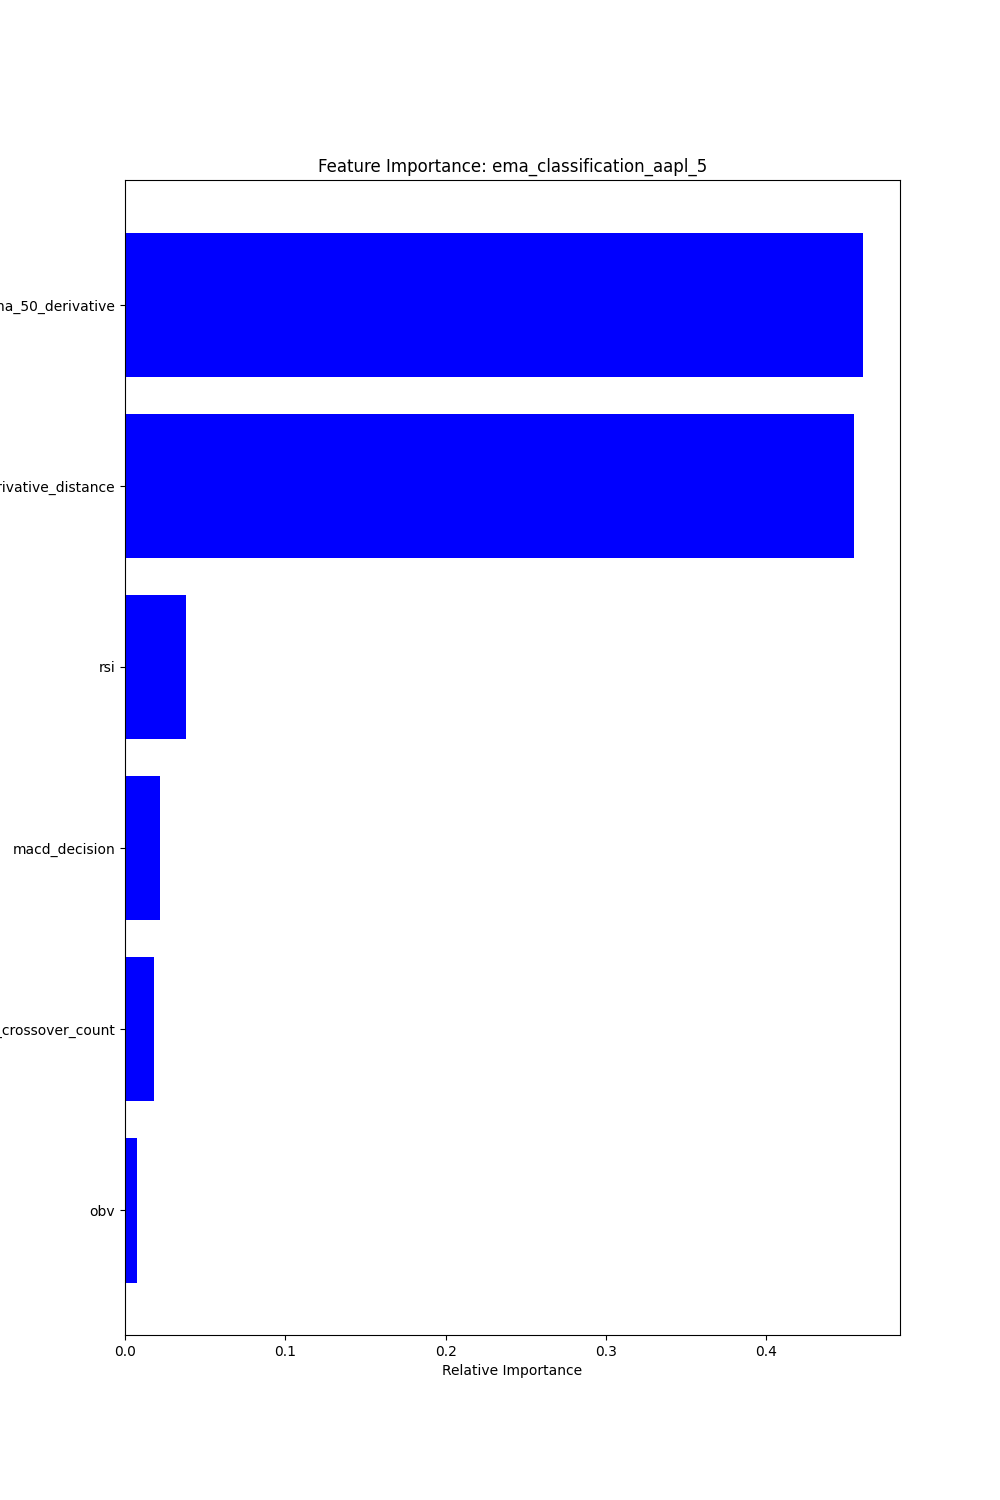 Feature Importance: ema_classification_aapl_5
na_50_derivative
rivative_distance
rsi
macd_decision
_crossover_count
obv
0.0 0.1 0.2 0.3 0.4
Relative Importance